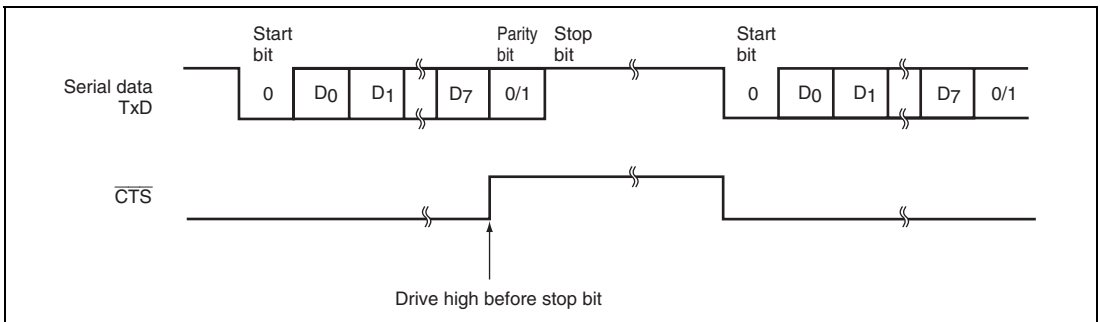 Start bit
Parity bit
Stop bit
Start bit
Serial data TxD
0 D0 D1 D7 0/1 0 D0 D1 D7 0/1
CTS
Drive high before stop bit